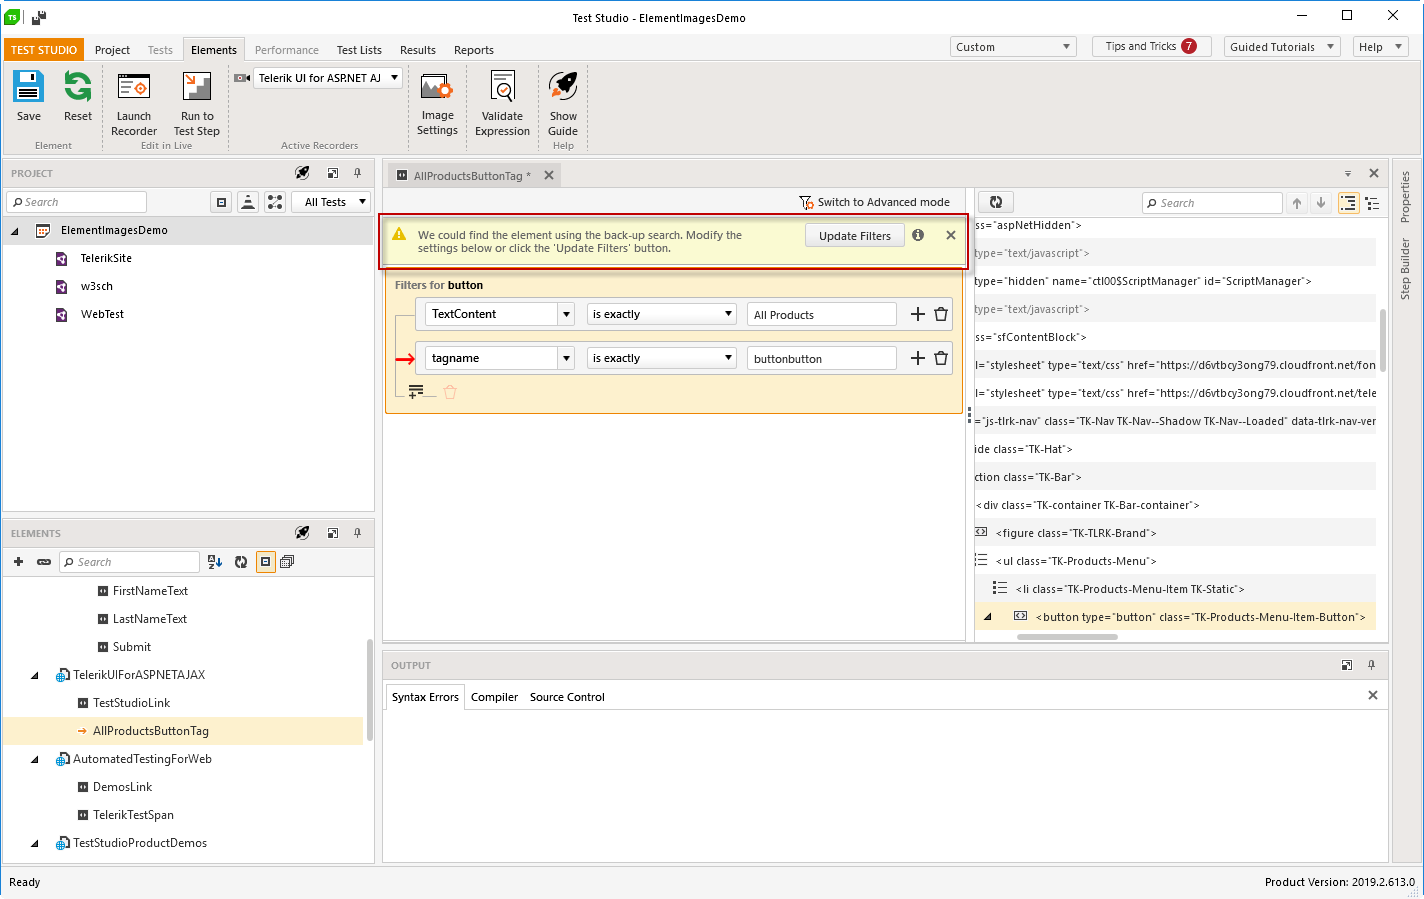 TS
Test Studio - ElementImagesDemo
TEST STUDIO Project Tests Elements Performance Test Lists Results Reports
Custom Tips and Tricks 7 Guided Tutorials Help
Telerik UI for ASP.NET AJ
Save Reset Launch Recorder Run to Test Step Image Settings Validate Expression Show Guide
Element Edit in Live Active Recorders Help
PROJECT
Search All Tests
ElementImagesDemo
TelerikSite
w3sch
WebTest
ELEMENTS
Search
FirstNameText
LastNameText
Submit
TelerikUIForASPNETAJAX
TestStudioLink
AllProductsButtonTag
AutomatedTestingForWeb
DemosLink
TelerikTestSpan
TestStudioProductDemos
AllProductsButtonTag *
Switch to Advanced mode
We could find the element using the back-up search. Modify the
settings below or click the 'Update Filters' button.
Update Filters
Filters for button
TextContent is exactly All Products
tagname is exactly buttonbutton
Search
ss="aspNetHidden">
type="text/javascript">
type="hidden" name="ctl00$ScriptManager" id="ScriptManager">
type="text/javascript">
ss="sfContentBlock">
l="stylesheet" type="text/css" href="https://d6vtbcy3ong79.cloudfront.net/fon
l="stylesheet" type="text/css" href="https://d6vtbcy3ong79.cloudfront.net/tele
="js-tlrk-nav" class="TK-Nav TK-Nav--Shadow TK-Nav--Loaded" data-tlrk-nav-ver
ide class="TK-Hat">
ction class="TK-Bar">
<div class="TK-container TK-Bar-container">
<figure class="TK-TLRK-Brand">
<ul class="TK-Products-Menu">
<li class="TK-Products-Menu-Item TK-Static">
<button type="button" class="TK-Products-Menu-Item-Button">
Properties
Step Builder
OUTPUT
Syntax Errors Compiler Source Control
Ready
Product Version: 2019.2.613.0